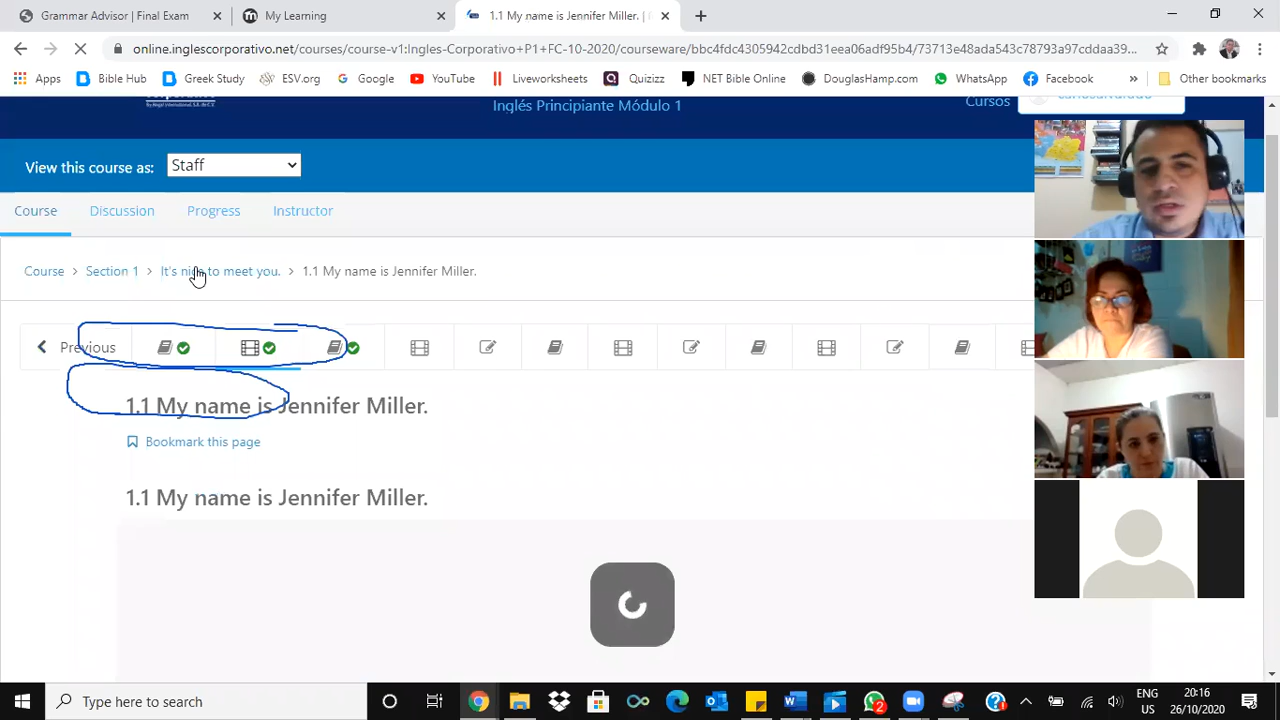 Grammar Advisor | Final Exam
My Learning
1.1 My name is Jennifer Miller. |
online.inglescorporativo.net/courses/course-v1:Ingles-Corporativo+P1+FC-10-2020/courseware/bbc4fdc4305942cdbd31eea06adf95b4/73713e48ada543c78793a97cddaa39...
Apps Bible Hub Greek Study ESV.org Google YouTube Liveworksheets Quizizz NET Bible Online DouglasHamp.com WhatsApp Facebook » Other bookmarks
Inglés Principiante Módulo 1
Cursos
View this course as: Staff
Course Discussion Progress Instructor
Course > Section 1 > It's nice to meet you. > 1.1 My name is Jennifer Miller.
Previous
1.1 My name is Jennifer Miller.
Bookmark this page
1.1 My name is Jennifer Miller.
Type here to search
2
ENG 20:16
US 26/10/2020